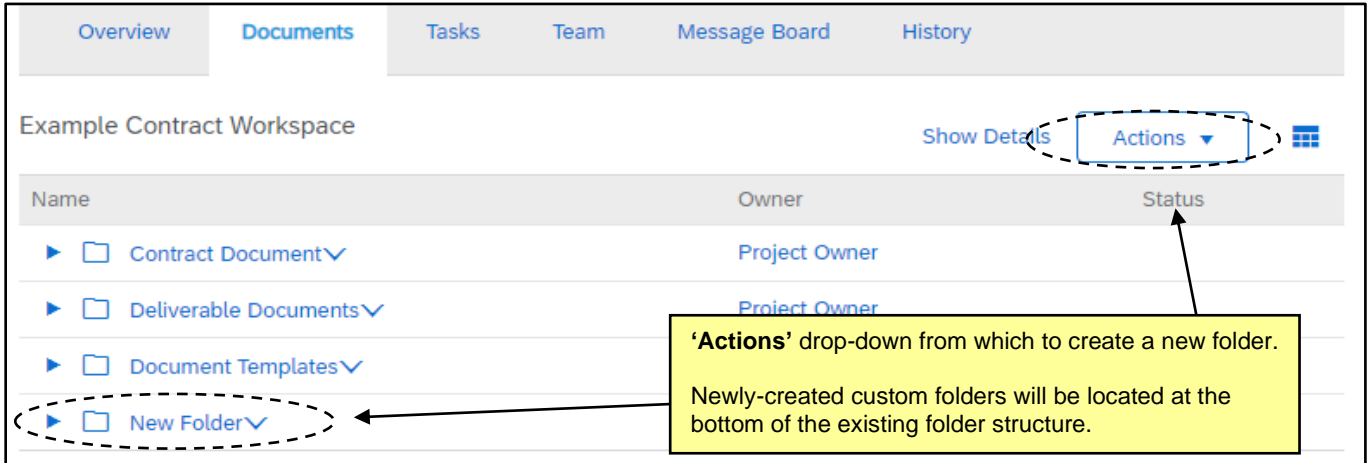 Overview Documents Tasks Team Message Board History
Example Contract Workspace
Show Details Actions
Name Owner Status
Contract Document Project Owner
Deliverable Documents Project Owner
Document Templates
New Folder
‘Actions’ drop-down from which to create a new folder.
Newly-created custom folders will be located at the
bottom of the existing folder structure.